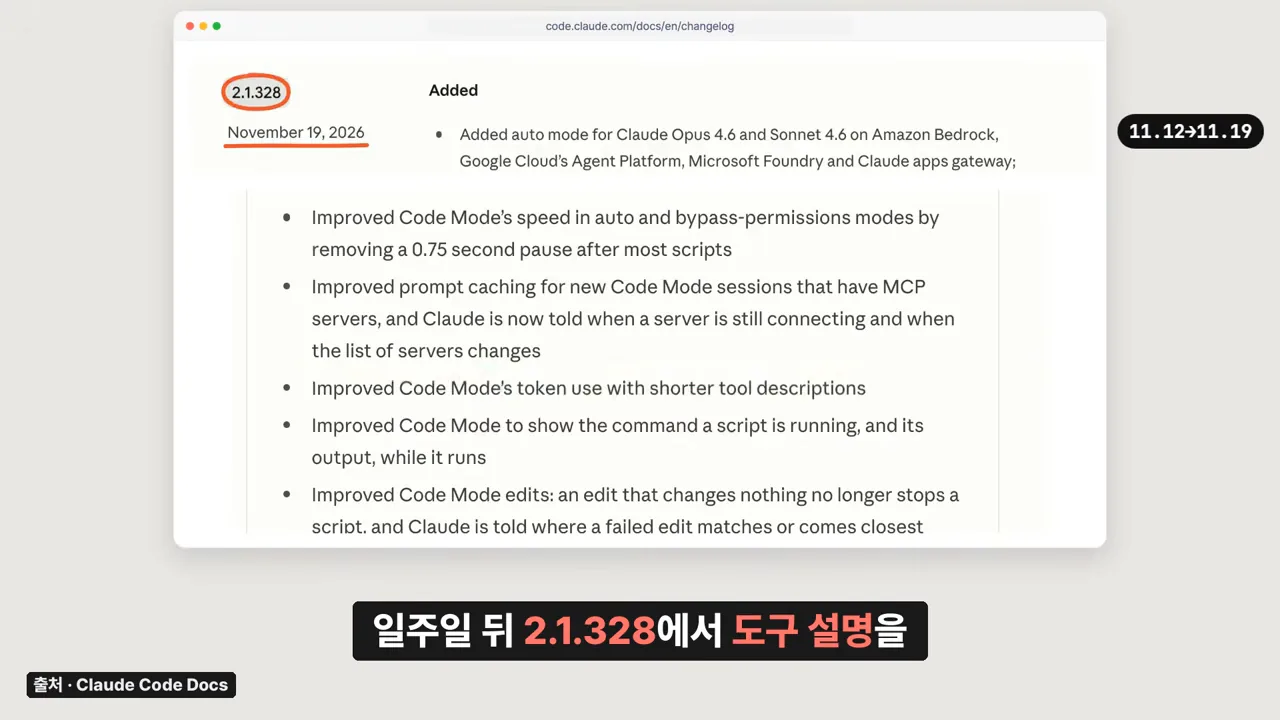 code.claude.com/docs/en/changelog
2.1.328
November 19, 2026
Added
• Added auto mode for Claude Opus 4.6 and Sonnet 4.6 on Amazon Bedrock,
Google Cloud’s Agent Platform, Microsoft Foundry and Claude apps gateway;
11.12→11.19
• Improved Code Mode’s speed in auto and bypass-permissions modes by
removing a 0.75 second pause after most scripts
• Improved prompt caching for new Code Mode sessions that have MCP
servers, and Claude is now told when a server is still connecting and when
the list of servers changes
• Improved Code Mode’s token use with shorter tool descriptions
• Improved Code Mode to show the command a script is running, and its
output, while it runs
• Improved Code Mode edits: an edit that changes nothing no longer stops a
script, and Claude is told where a failed edit matches or comes closest
일주일 뒤 2.1.328에서 도구 설명을
출처 · Claude Code Docs